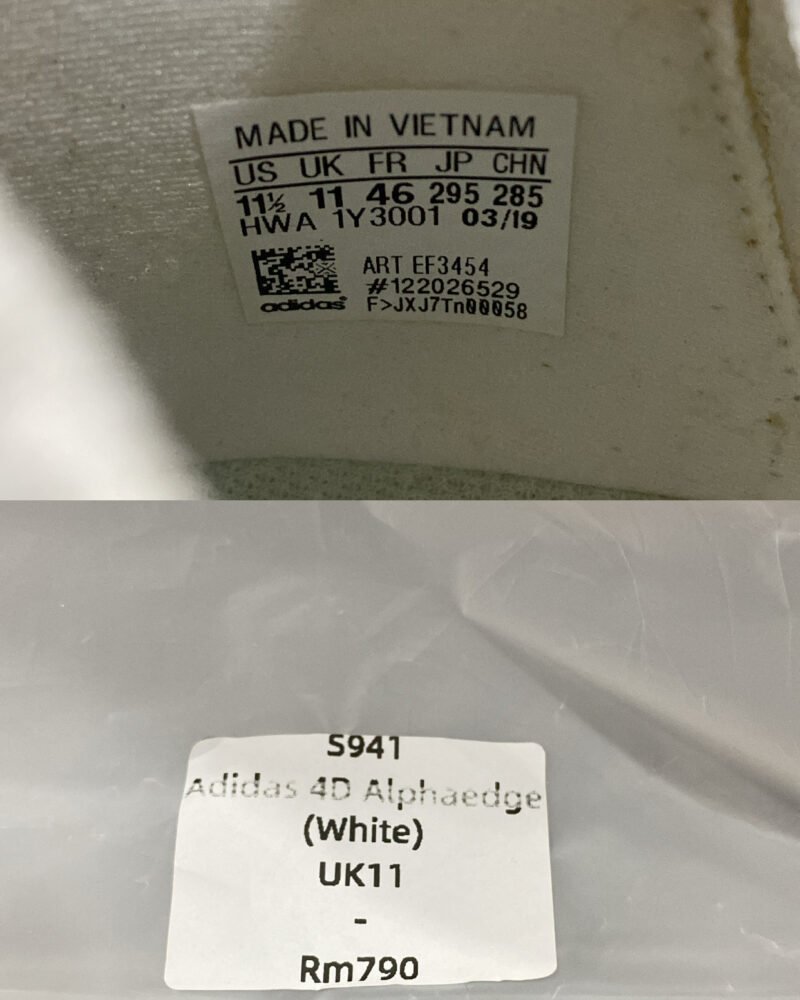 MADE IN VIETNAM
US UK FR JP CHN
11½ 11 46 295 285
HWA 1Y3001 03/19
ART EF3454
#122026529
adidas® F>JXJ7Tn00058
S941
Adidas 4D Alphaedge
(White)
UK11
-
Rm790